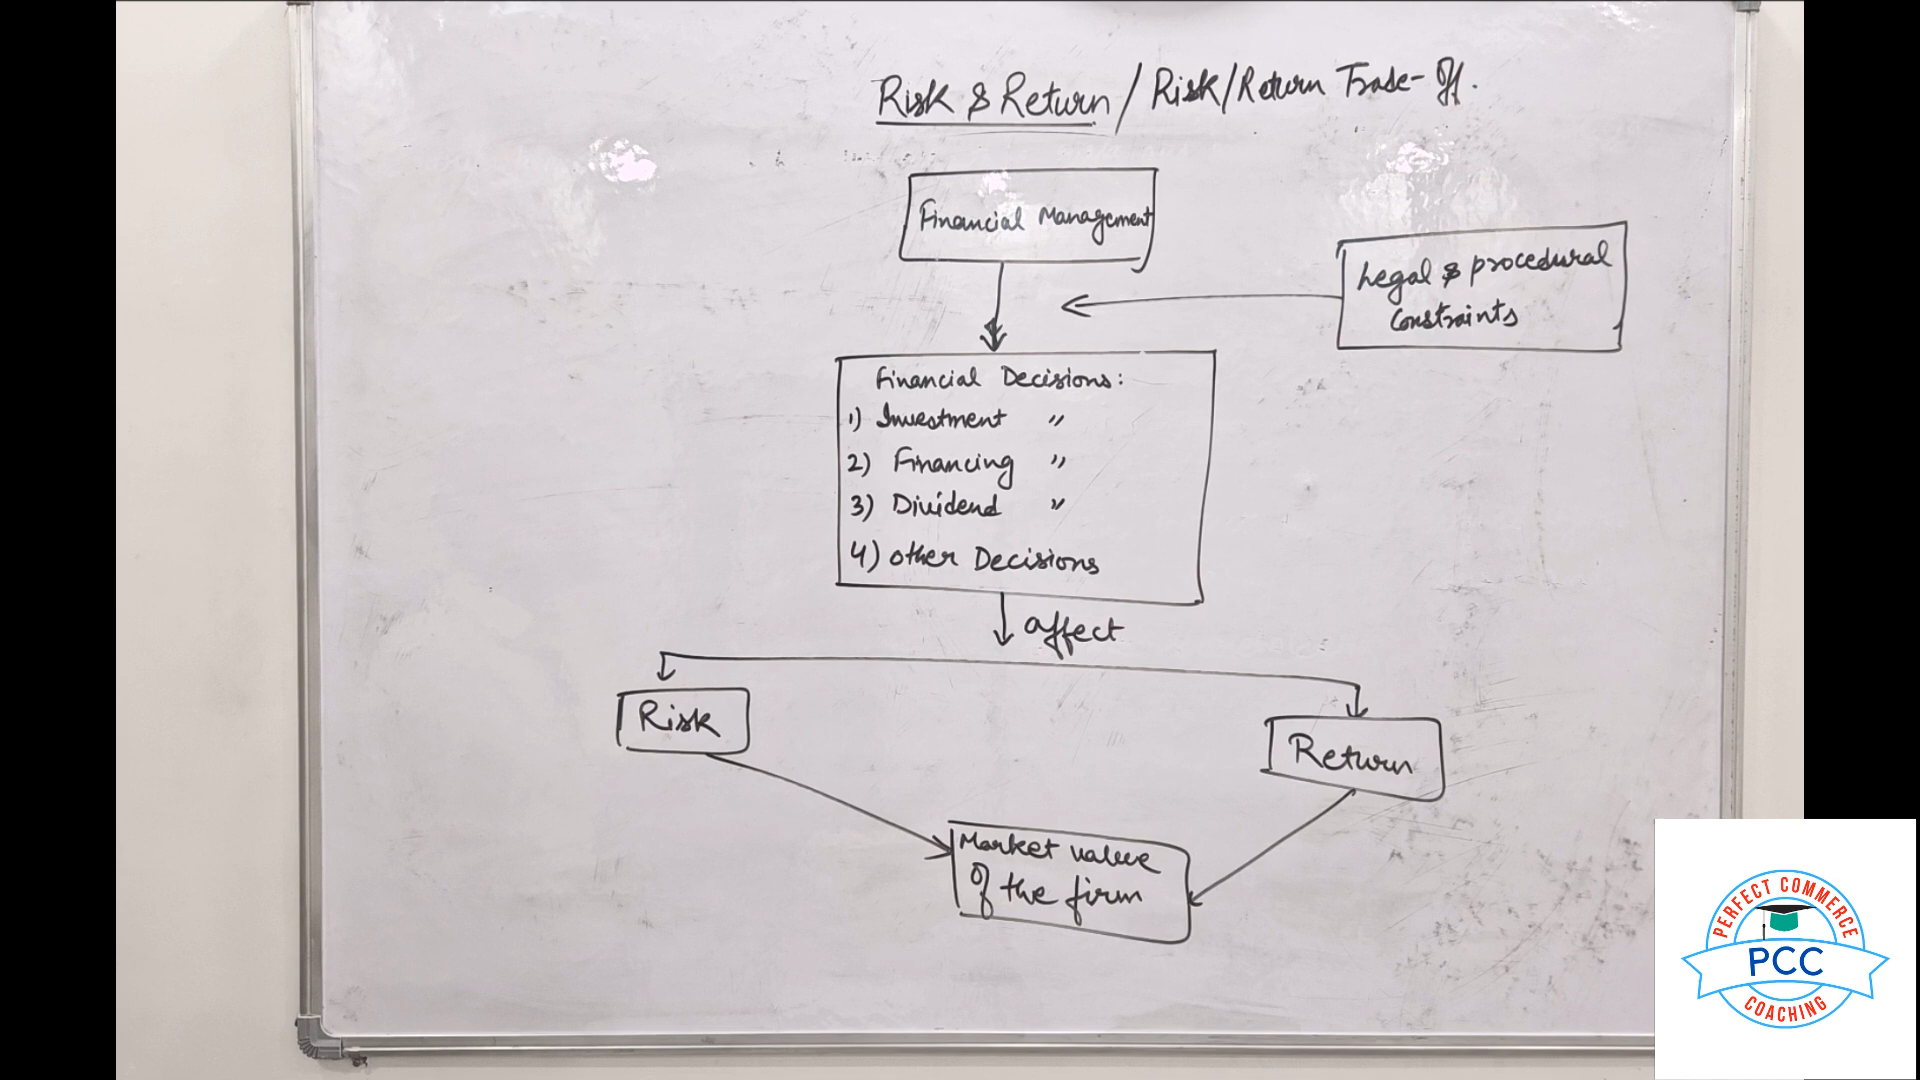 Risk & Return / Risk/Return Trade-Off.
Financial Management
Legal & procedural
constraints
Financial Decisions:
1) Investment "
2) Financing "
3) Dividend "
4) other Decisions
affect
Risk
Return
Market value
of the firm
PERFECT COMMERCE
PCC
COACHING